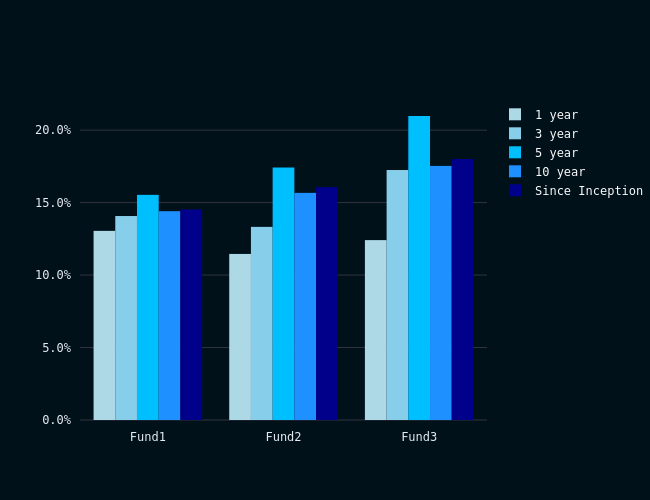 20.0%
15.0%
10.0%
5.0%
0.0%
Fund1
Fund2
Fund3
1 year
3 year
5 year
10 year
Since Inception